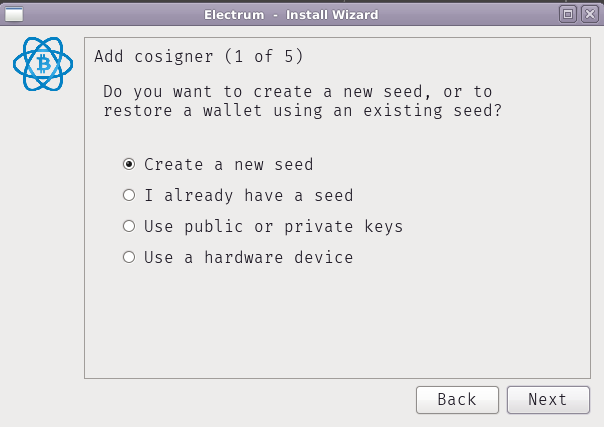 Electrum - Install Wizard
Add cosigner (1 of 5)
Do you want to create a new seed, or to
restore a wallet using an existing seed?
Create a new seed
I already have a seed
Use public or private keys
Use a hardware device
Back Next